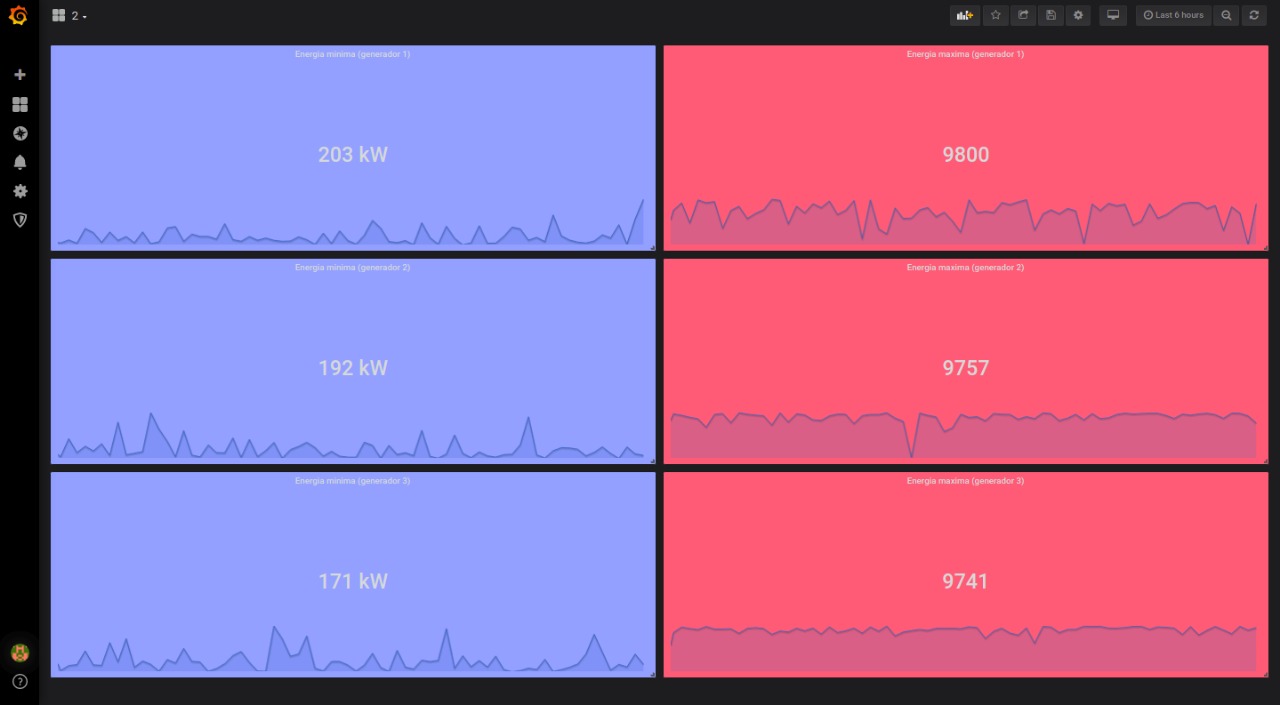 2
Last 6 hours
Energia minima (generador 1)
203 kW
Energia maxima (generador 1)
9800
Energia minima (generador 2)
192 kW
Energia maxima (generador 2)
9757
Energia minima (generador 3)
171 kW
Energia maxima (generador 3)
9741